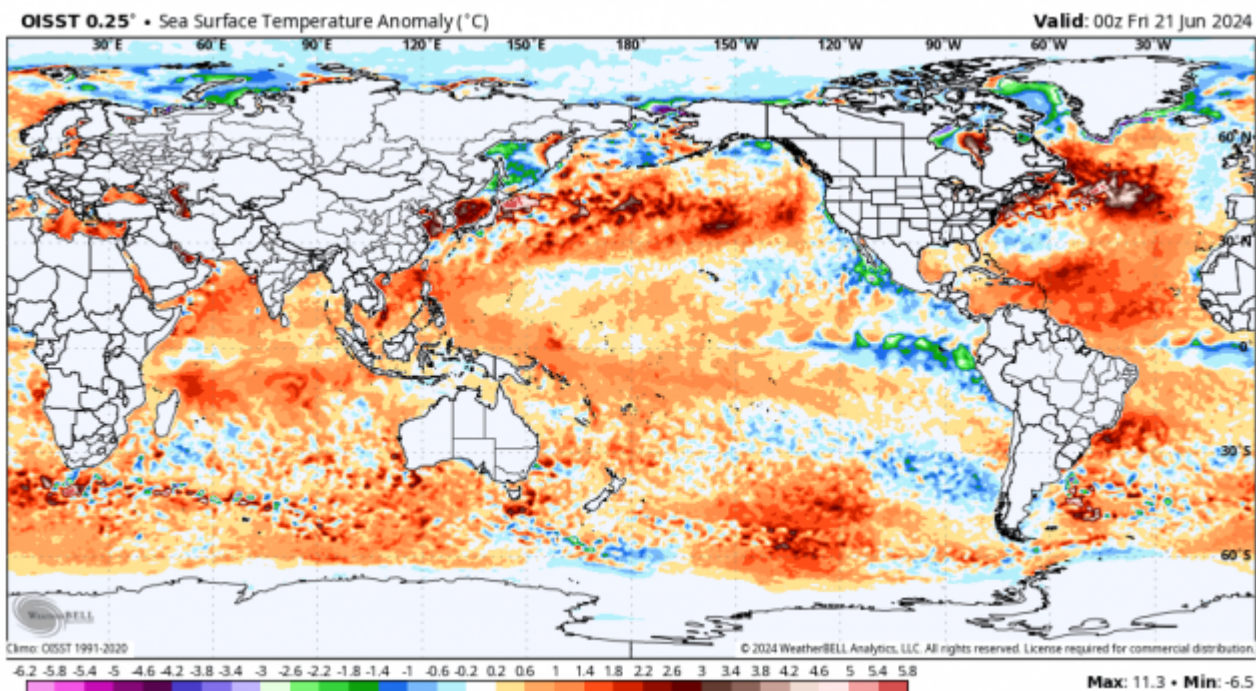 OISST 0.25° • Sea Surface Temperature Anomaly (°C)
Valid: 00z Fri 21 Jun 2024
30°E 60°E 90°E 120°E 150°E 180° 150°W 120°W 90°W 60°W 30°W
60°N
30°N
0°
30°S
60°S
WeatherBELL
Climo: OISST 1991-2020
© 2024 WeatherBELL Analytics, LLC. All rights reserved. License required for commercial distribution.
-6.2 -5.8 -5.4 -5 -4.6 -4.2 -3.8 -3.4 -3 -2.6 -2.2 -1.8 -1.4 -1 -0.6 -0.2 0.2 0.6 1 1.4 1.8 2.2 2.6 3 3.4 3.8 4.2 4.6 5 5.4 5.8
Max: 11.3 • Min: -6.5